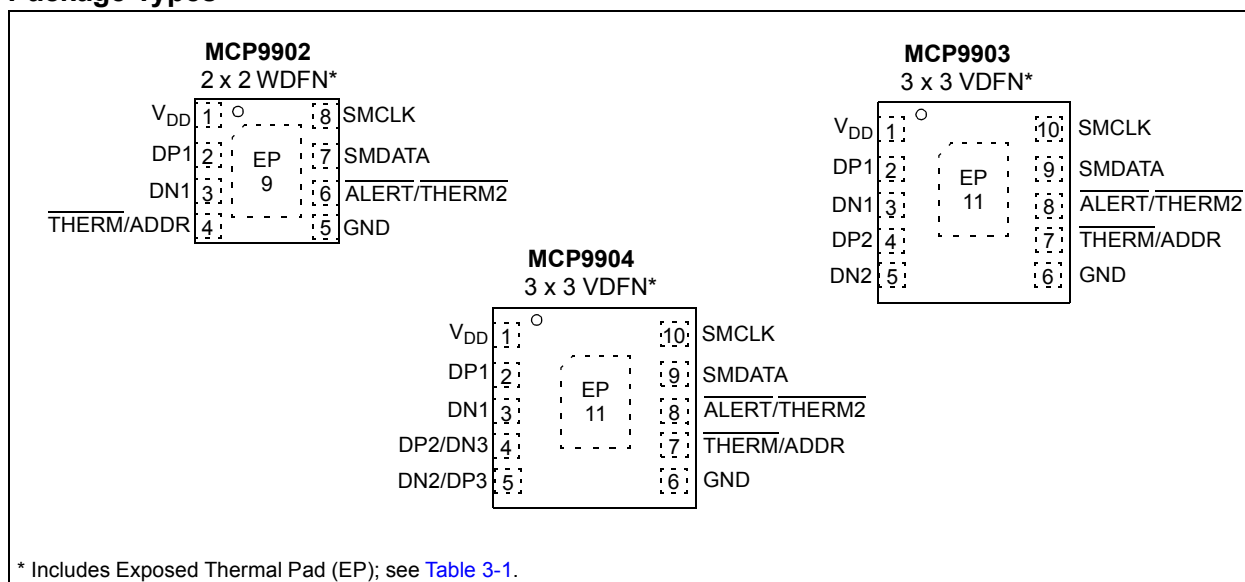 Package Types
MCP9902
2 x 2 WDFN*
VDD 1 8 SMCLK
DP1 2 EP 7 SMDATA
DN1 3 9 6 ALERT/THERM2
THERM/ADDR 4 5 GND
MCP9903
3 x 3 VDFN*
VDD 1 10 SMCLK
DP1 2 EP 9 SMDATA
DN1 3 11 8 ALERT/THERM2
DP2 4 7 THERM/ADDR
DN2 5 6 GND
MCP9904
3 x 3 VDFN*
VDD 1 10 SMCLK
DP1 2 EP 9 SMDATA
DN1 3 11 8 ALERT/THERM2
DP2/DN3 4 7 THERM/ADDR
DN2/DP3 5 6 GND
* Includes Exposed Thermal Pad (EP); see Table 3-1.